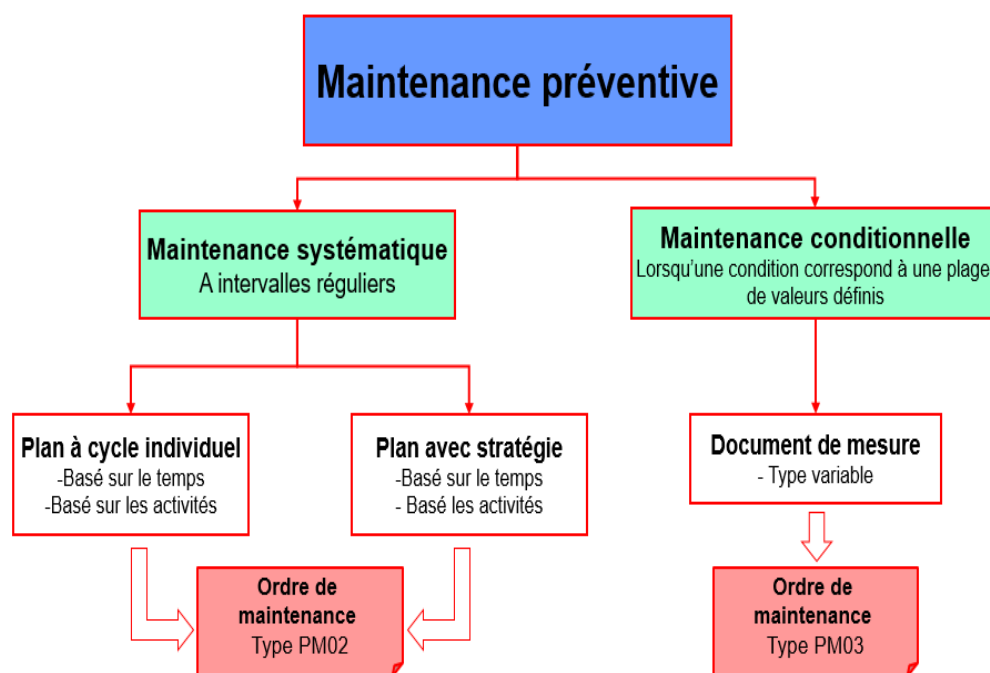 Maintenance préventive
Maintenance systématique
A intervalles réguliers
Maintenance conditionnelle
Lorsqu'une condition correspond à une plage
de valeurs définis
Plan à cycle individuel
-Basé sur le temps
-Basé sur les activités
Plan avec stratégie
-Basé sur le temps
- Basé les activités
Document de mesure
- Type variable
Ordre de
maintenance
Type PM02
Ordre de
maintenance
Type PM03